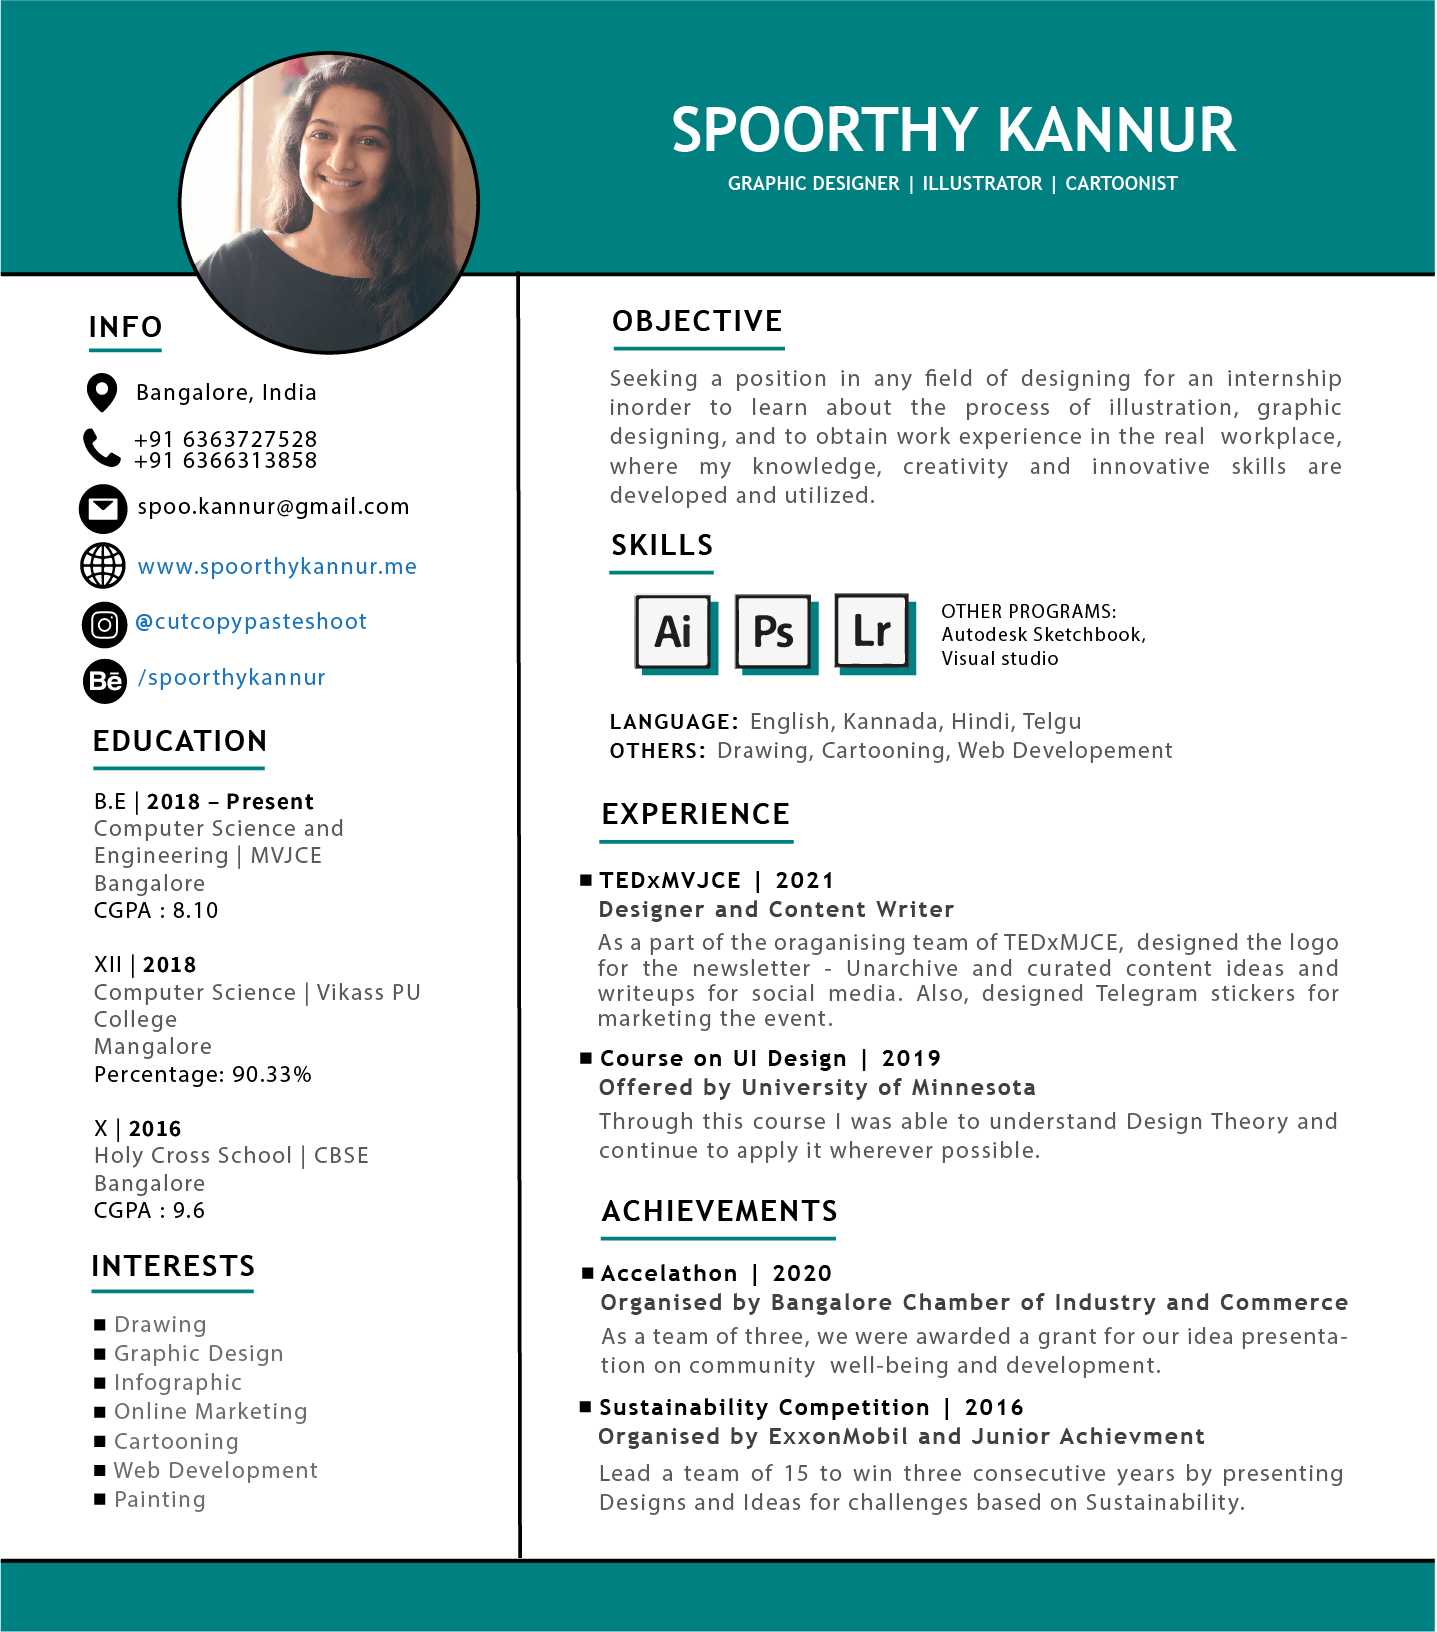 SPOORTHY KANNUR
GRAPHIC DESIGNER | ILLUSTRATOR | CARTOONIST
INFO
Bangalore, India
+91 6363727528
+91 6366313858
spoo.kannur@gmail.com
www.spoorthykannur.me
@cutcopypasteshoot
Bē /spoorthykannur
EDUCATION
B.E | 2018 – Present
Computer Science and
Engineering | MVJCE
Bangalore
CGPA : 8.10
XII | 2018
Computer Science | Vikass PU
College
Mangalore
Percentage: 90.33%
X | 2016
Holy Cross School | CBSE
Bangalore
CGPA : 9.6
INTERESTS
Drawing
Graphic Design
Infographic
Online Marketing
Cartooning
Web Development
Painting
OBJECTIVE
Seeking a position in any field of designing for an internship
inorder to learn about the process of illustration, graphic
designing, and to obtain work experience in the real workplace,
where my knowledge, creativity and innovative skills are
developed and utilized.
SKILLS
Ai Ps Lr
OTHER PROGRAMS:
Autodesk Sketchbook,
Visual studio
LANGUAGE: English, Kannada, Hindi, Telgu
OTHERS: Drawing, Cartooning, Web Developement
EXPERIENCE
TEDxMVJCE | 2021
Designer and Content Writer
As a part of the oraganising team of TEDxMJCE, designed the logo
for the newsletter - Unarchive and curated content ideas and
writeups for social media. Also, designed Telegram stickers for
marketing the event.
Course on UI Design | 2019
Offered by University of Minnesota
Through this course I was able to understand Design Theory and
continue to apply it wherever possible.
ACHIEVEMENTS
Accelathon | 2020
Organised by Bangalore Chamber of Industry and Commerce
As a team of three, we were awarded a grant for our idea presenta-
tion on community well-being and development.
Sustainability Competition | 2016
Organised by ExxonMobil and Junior Achievment
Lead a team of 15 to win three consecutive years by presenting
Designs and Ideas for challenges based on Sustainability.